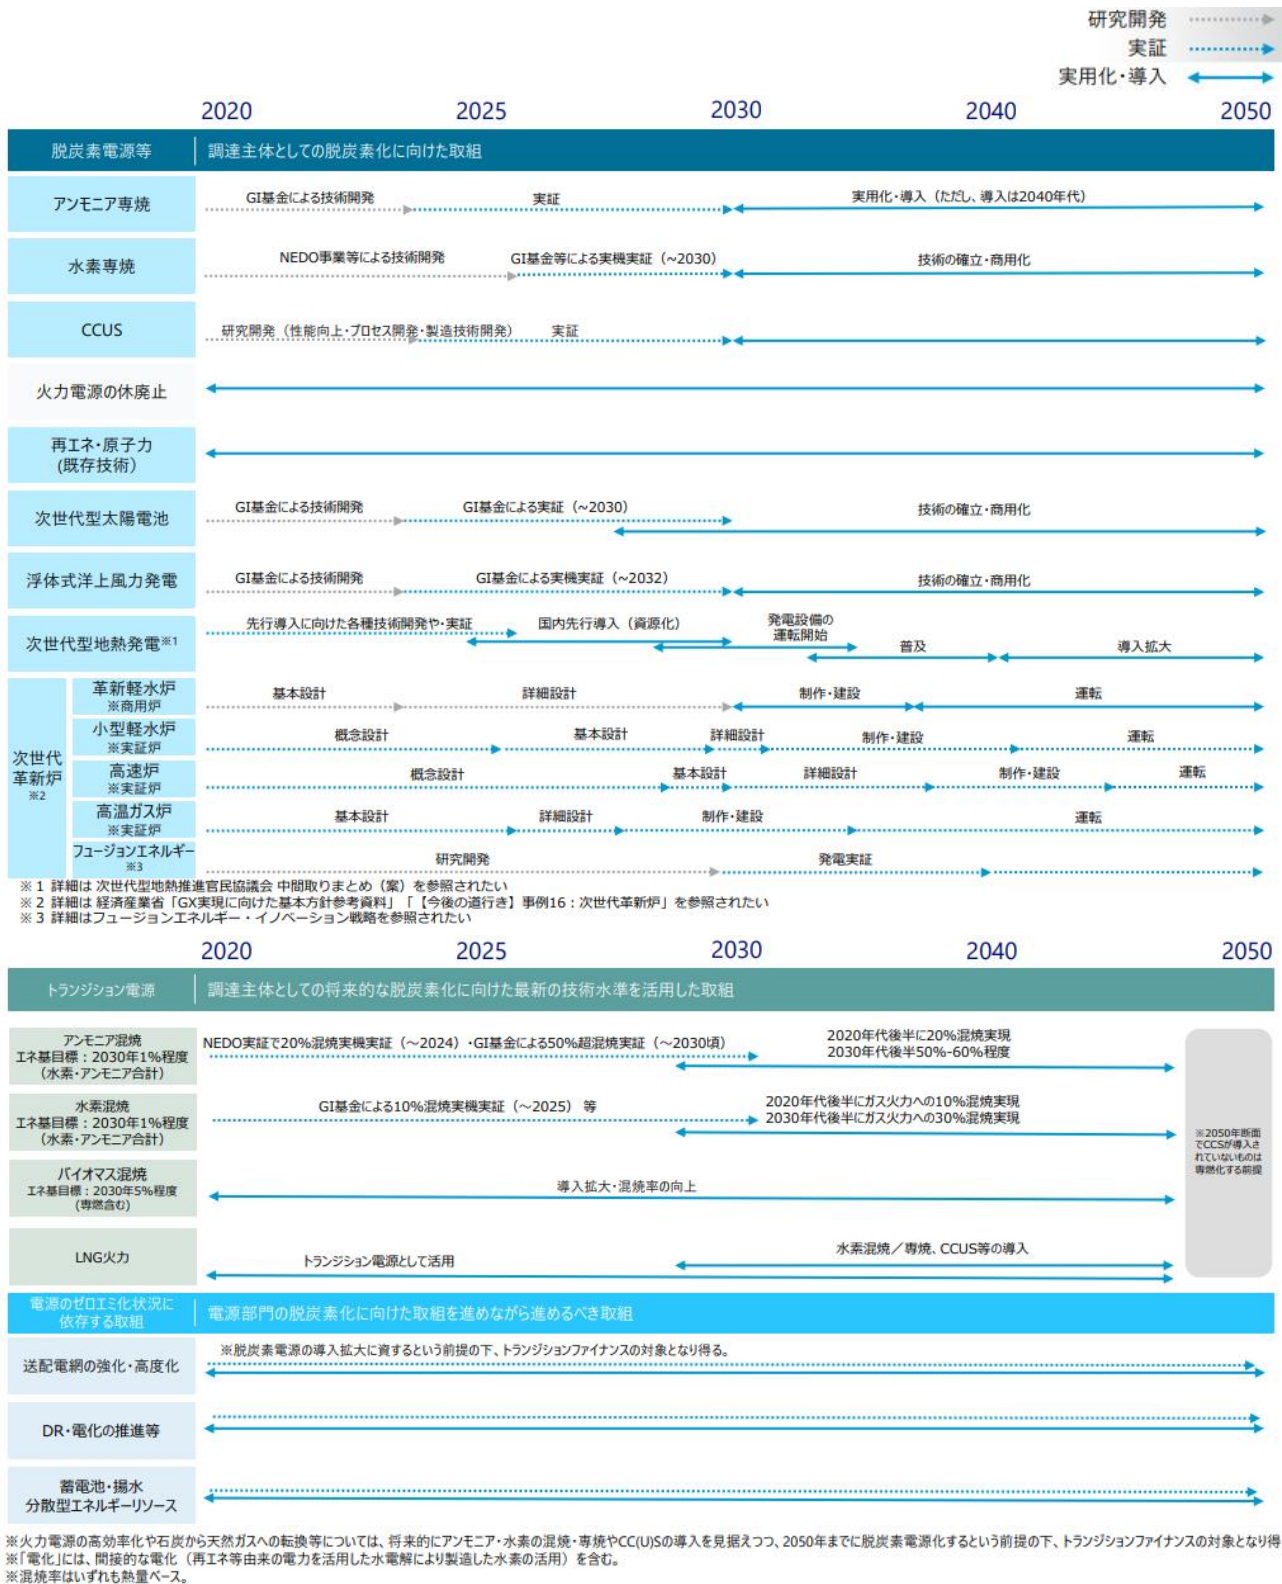 研究開発
実証
実用化・導入
2020 2025 2030 2040 2050
脱炭素電源等 調達主体としての脱炭素化に向けた取組
アンモニア専焼 GI基金による技術開発 実証 実用化・導入（ただし、導入は2040年代）
水素専焼 NEDO事業等による技術開発 GI基金等による実機実証（~2030） 技術の確立・商用化
CCUS 研究開発（性能向上・プロセス開発・製造技術開発） 実証
火力電源の休廃止
再エネ・原子力
(既存技術）
次世代型太陽電池 GI基金による技術開発 GI基金による実証（~2030） 技術の確立・商用化
浮体式洋上風力発電 GI基金による技術開発 GI基金による実機実証（~2032） 技術の確立・商用化
次世代型地熱発電※1 先行導入に向けた各種技術開発や・実証 国内先行導入（資源化） 発電設備の
運転開始 普及 導入拡大
次世代
革新炉
※2
革新軽水炉
※商用炉 基本設計 詳細設計 制作・建設 運転
小型軽水炉
※実証炉 概念設計 基本設計 詳細設計 制作・建設 運転
高速炉
※実証炉 概念設計 基本設計 詳細設計 制作・建設 運転
高温ガス炉
※実証炉 基本設計 詳細設計 制作・建設 運転
フュージョンエネルギー
※3 研究開発 発電実証
※１ 詳細は 次世代型地熱推進官民協議会 中間取りまとめ（案）を参照されたい
※２ 詳細は 経済産業省「GX実現に向けた基本方針参考資料」「【今後の道行き】事例16：次世代革新炉」を参照されたい
※３ 詳細はフュージョンエネルギー・イノベーション戦略を参照されたい
2020 2025 2030 2040 2050
トランジション電源 調達主体としての将来的な脱炭素化に向けた最新の技術水準を活用した取組
アンモニア混焼
エネ基目標：2030年1%程度
（水素・アンモニア合計）
NEDO実証で20%混焼実機実証（～2024）・GI基金による50%超混焼実証（～2030頃）
2020年代後半に20%混焼実現
2030年代後半50%-60%程度
水素混焼
エネ基目標：2030年1%程度
（水素・アンモニア合計）
GI基金による10%混焼実機実証（～2025） 等
2020年代後半にガス火力への10%混焼実現
2030年代後半にガス火力への30%混焼実現
バイオマス混焼
エネ基目標：2030年5%程度
(専燃含む)
導入拡大・混焼率の向上
LNG火力 トランジション電源として活用 水素混焼／専焼、CCUS等の導入
※2050年断面
でCCSが導入さ
れていないものは
専燃化する前提
電源のゼロエミ化状況に
依存する取組
電源部門の脱炭素化に向けた取組を進めながら進めるべき取組
送配電網の強化・高度化 ※脱炭素電源の導入拡大に資するという前提の下、トランジションファイナンスの対象となり得る。
DR・電化の推進等
蓄電池・揚水
分散型エネルギーリソース
※火力電源の高効率化や石炭から天然ガスへの転換等については、将来的にアンモニア・水素の混焼・専焼やCC(U)Sの導入を見据えつつ、2050年までに脱炭素電源化するという前提の下、トランジションファイナンスの対象となり得
※「電化」には、間接的な電化（再エネ等由来の電力を活用した水電解により製造した水素の活用）を含む。
※混焼率はいずれも熱量ベース。